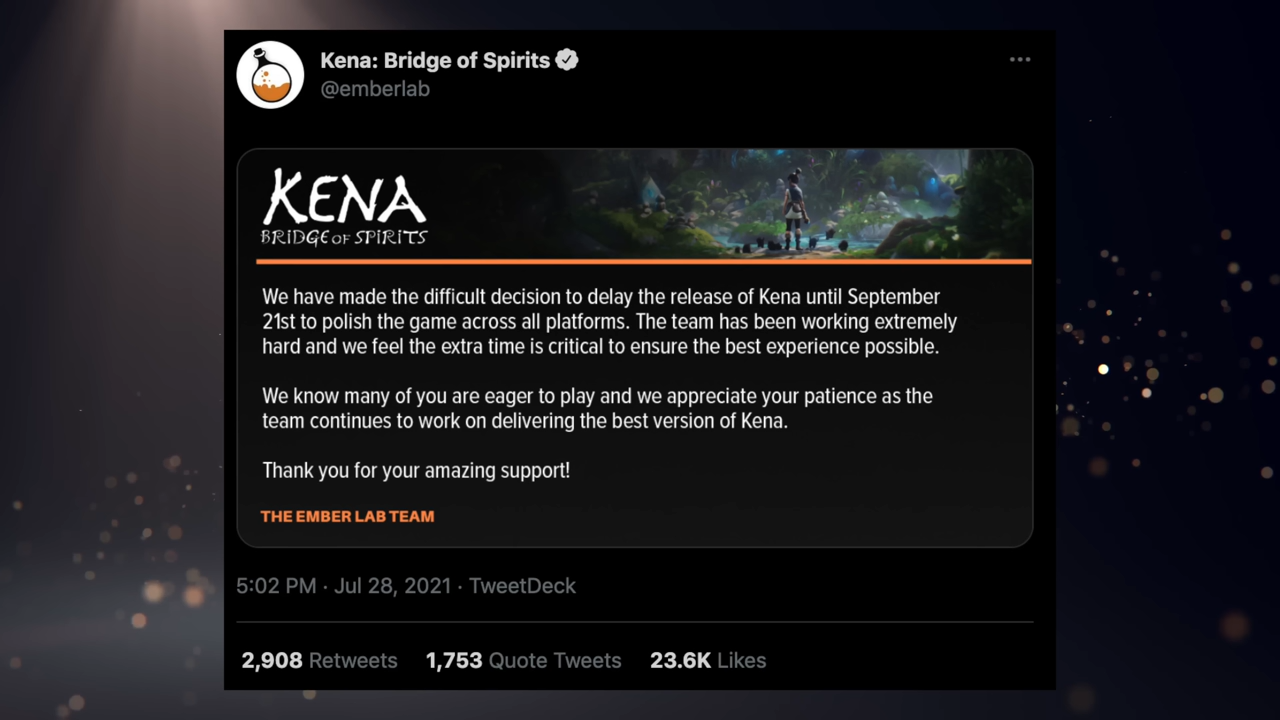 Kena: Bridge of Spirits
@emberlab
KENA
BRIDGE OF SPIRITS
We have made the difficult decision to delay the release of Kena until September
21st to polish the game across all platforms. The team has been working extremely
hard and we feel the extra time is critical to ensure the best experience possible.
We know many of you are eager to play and we appreciate your patience as the
team continues to work on delivering the best version of Kena.
Thank you for your amazing support!
THE EMBER LAB TEAM
5:02 PM · Jul 28, 2021 · TweetDeck
2,908 Retweets 1,753 Quote Tweets 23.6K Likes